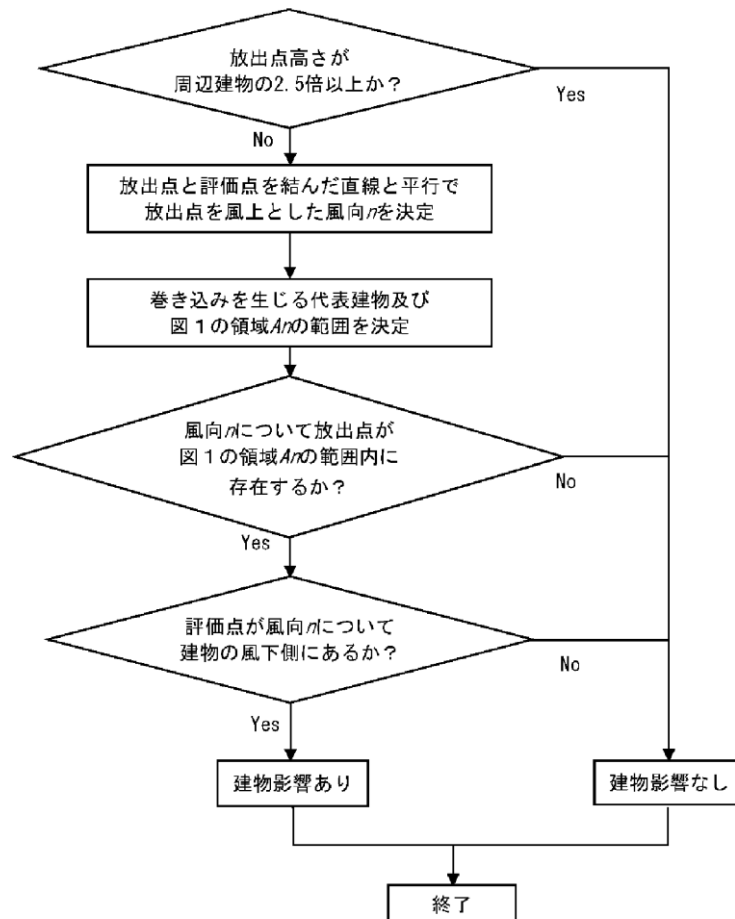 放出点高さが
周辺建物の2.5倍以上か？
Yes
No
放出点と評価点を結んだ直線と平行で
放出点を風上とした風向nを決定
巻き込みを生じる代表建物及び
図１の領域Anの範囲を決定
風向nについて放出点が
図１の領域Anの範囲内に
存在するか？
No
Yes
評価点が風向nについて
建物の風下側にあるか？
No
Yes
建物影響あり
建物影響なし
終了